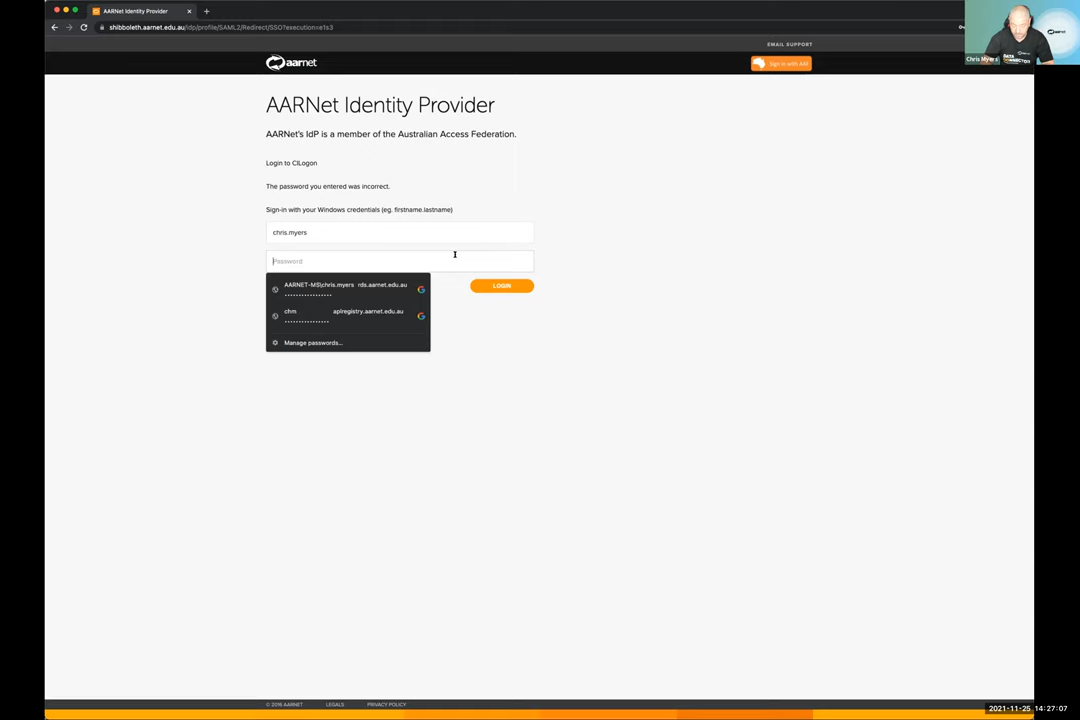 AARNet Identity Provider
shibboleth.aarnet.edu.au/idp/profile/SAML2/Redirect/SSO?execution=e1s3
EMAIL SUPPORT
aarnet
Sign in with AAF
Chris Myers
AARNet Identity Provider
AARNet's IdP is a member of the Australian Access Federation.
Login to CILogon
The password you entered was incorrect.
Sign-in with your Windows credentials (eg. firstname.lastname)
chris.myers
Password
LOGIN
AARNET-MS\chris.myers rds.aarnet.edu.au
chm apiregistry.aarnet.edu.au
Manage passwords...
© 2016 AARNET LEGALS PRIVACY POLICY
2021-11-25 14:27:07